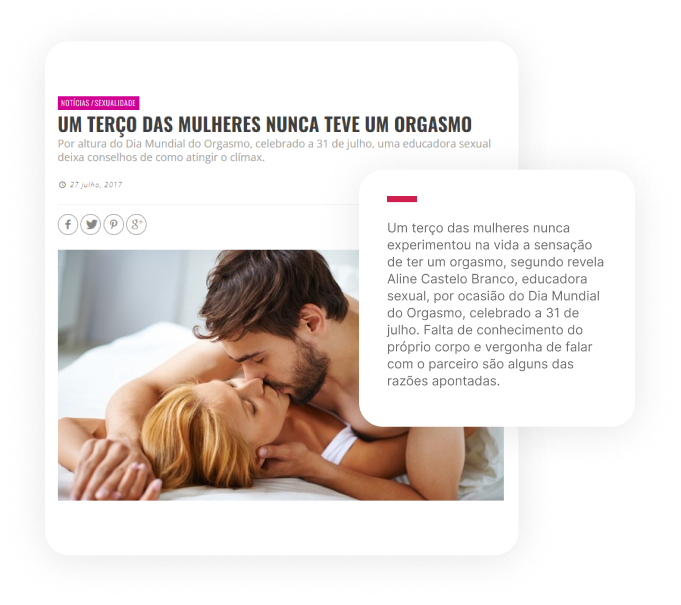 NOTÍCIAS / SEXUALIDADE
UM TERÇO DAS MULHERES NUNCA TEVE UM ORGASMO
Por altura do Dia Mundial do Orgasmo, celebrado a 31 de julho, uma educadora sexual
deixa conselhos de como atingir o clímax.
27 julho, 2017
Um terço das mulheres nunca
experimentou na vida a sensação
de ter um orgasmo, segundo revela
Aline Castelo Branco, educadora
sexual, por ocasião do Dia Mundial
do Orgasmo, celebrado a 31 de
julho. Falta de conhecimento do
próprio corpo e vergonha de falar
com o parceiro são alguns das
razões apontadas.